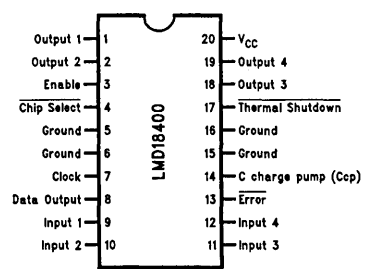 Output 1 1 20 VCC
Output 2 2 19 Output 4
Enable 3 18 Output 3
Chip Select 4 17 Thermal Shutdown
Ground 5 16 Ground
Ground 6 15 Ground
Clock 7 14 C charge pump (Ccp)
Data Output 8 13 Error
Input 1 9 12 Input 4
Input 2 10 11 Input 3
LMD18400